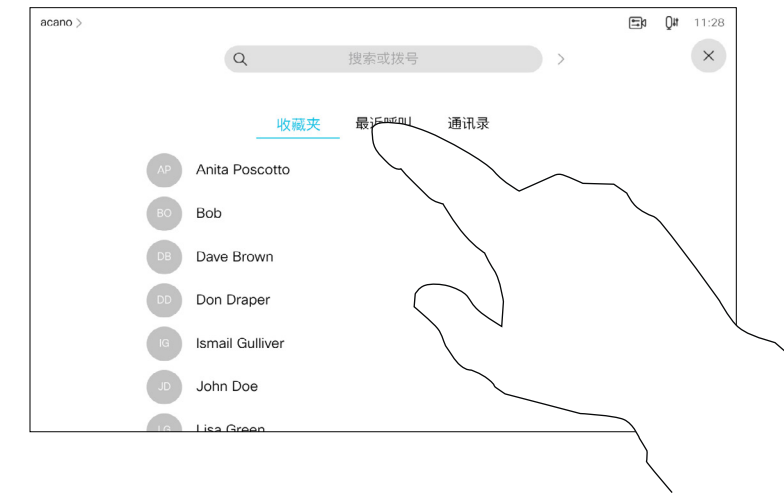 acano >
11:28
搜索或拨号
收藏夹 最近呼叫 通讯录
AP Anita Poscotto
BO Bob
DB Dave Brown
DD Don Draper
IG Ismail Gulliver
JD John Doe
LG Lisa Green